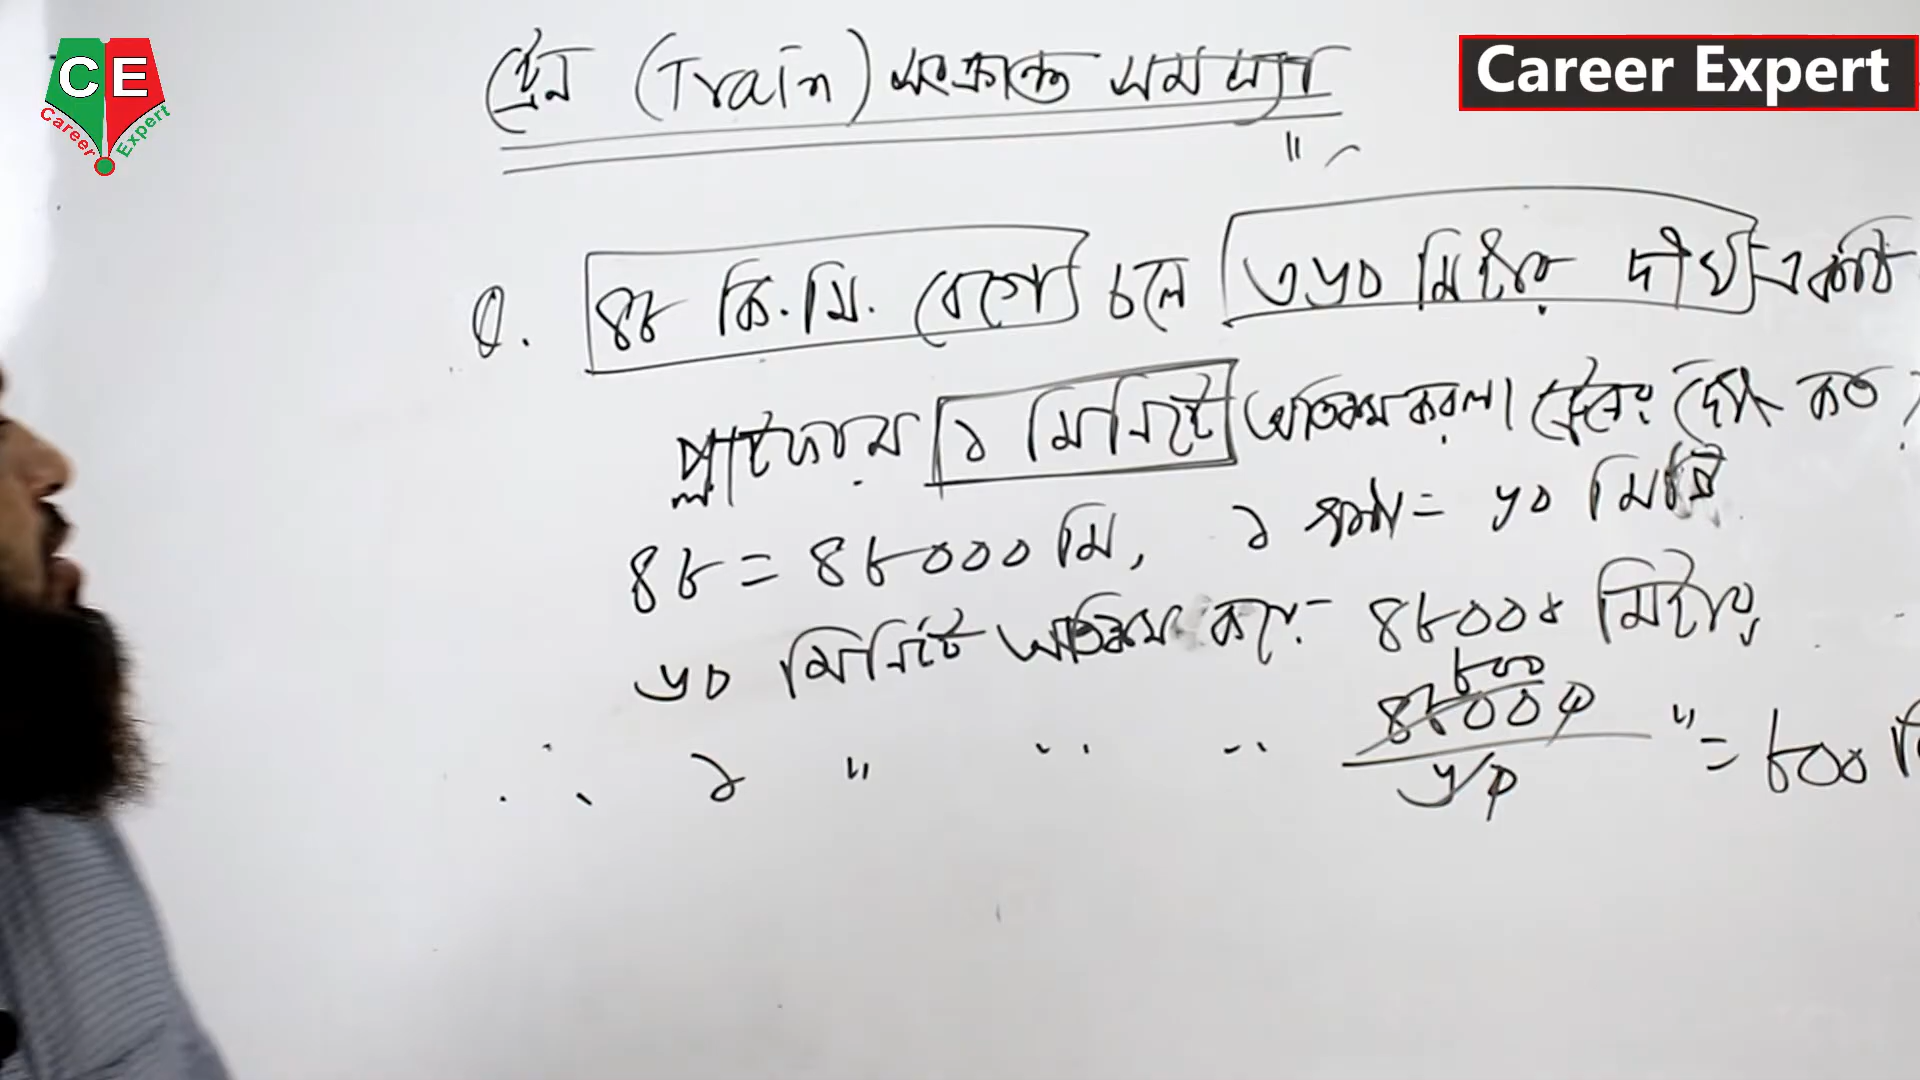 CE
Career Expert
Career Expert
ট্রেন (Train) সংক্রান্ত সমস্যা
Q. ৪৮ কি.মি. বেগে চলে ৩৬০ মিটার দীর্ঘ একটি
প্লাটফরম ১ মিনিটে অতিক্রম করল। ট্রেনের দৈর্ঘ্য কত?
৪৮ = ৪৮০০০ মি, ১ ঘন্টা = ৬০ মিনিট
৬০ মিনিটে অতিক্রম করে = ৪৮০০০ মিটার
৮০০
∴ ১ " " " ৪৮০০০ " = ৮০০ মি
৬০